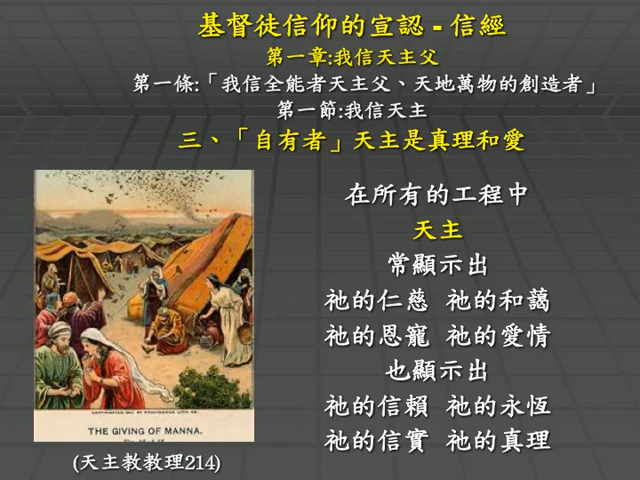 基督徒信仰的宣認 - 信經
第一章:我信天主父
第一條:「我信全能者天主父、天地萬物的創造者」
第一節:我信天主
三、「自有者」天主是真理和愛
在所有的工程中
天主
常顯示出
祂的仁慈 祂的和藹
祂的恩寵 祂的愛情
也顯示出
祂的信賴 祂的永恆
祂的信實 祂的真理
THE GIVING OF MANNA.
(天主教教理214)